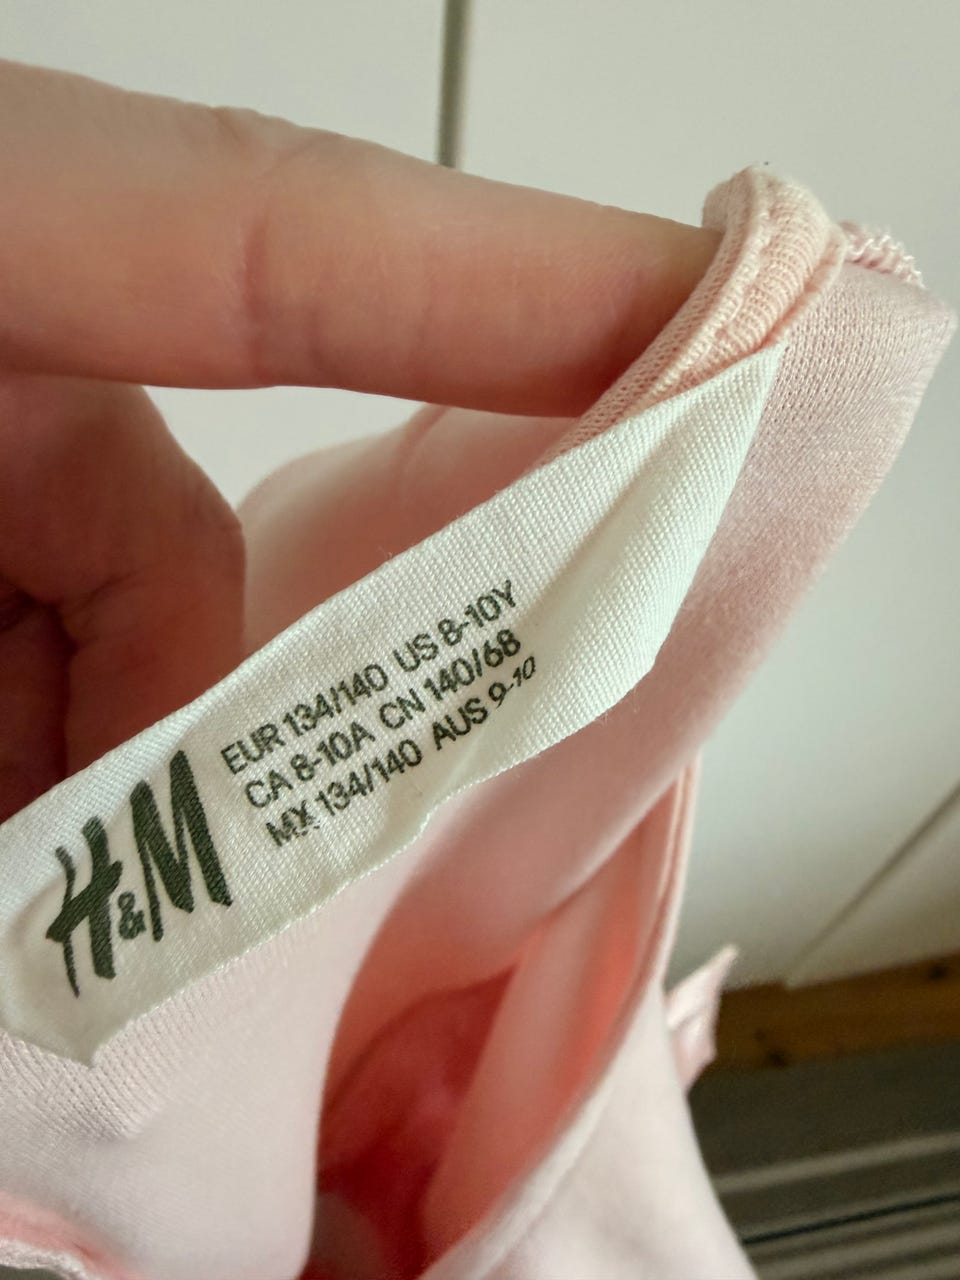 H&M
EUR 134/140 US 8-10Y
CA 8-10A CN 140/68
MX 134/140 AUS 9-10